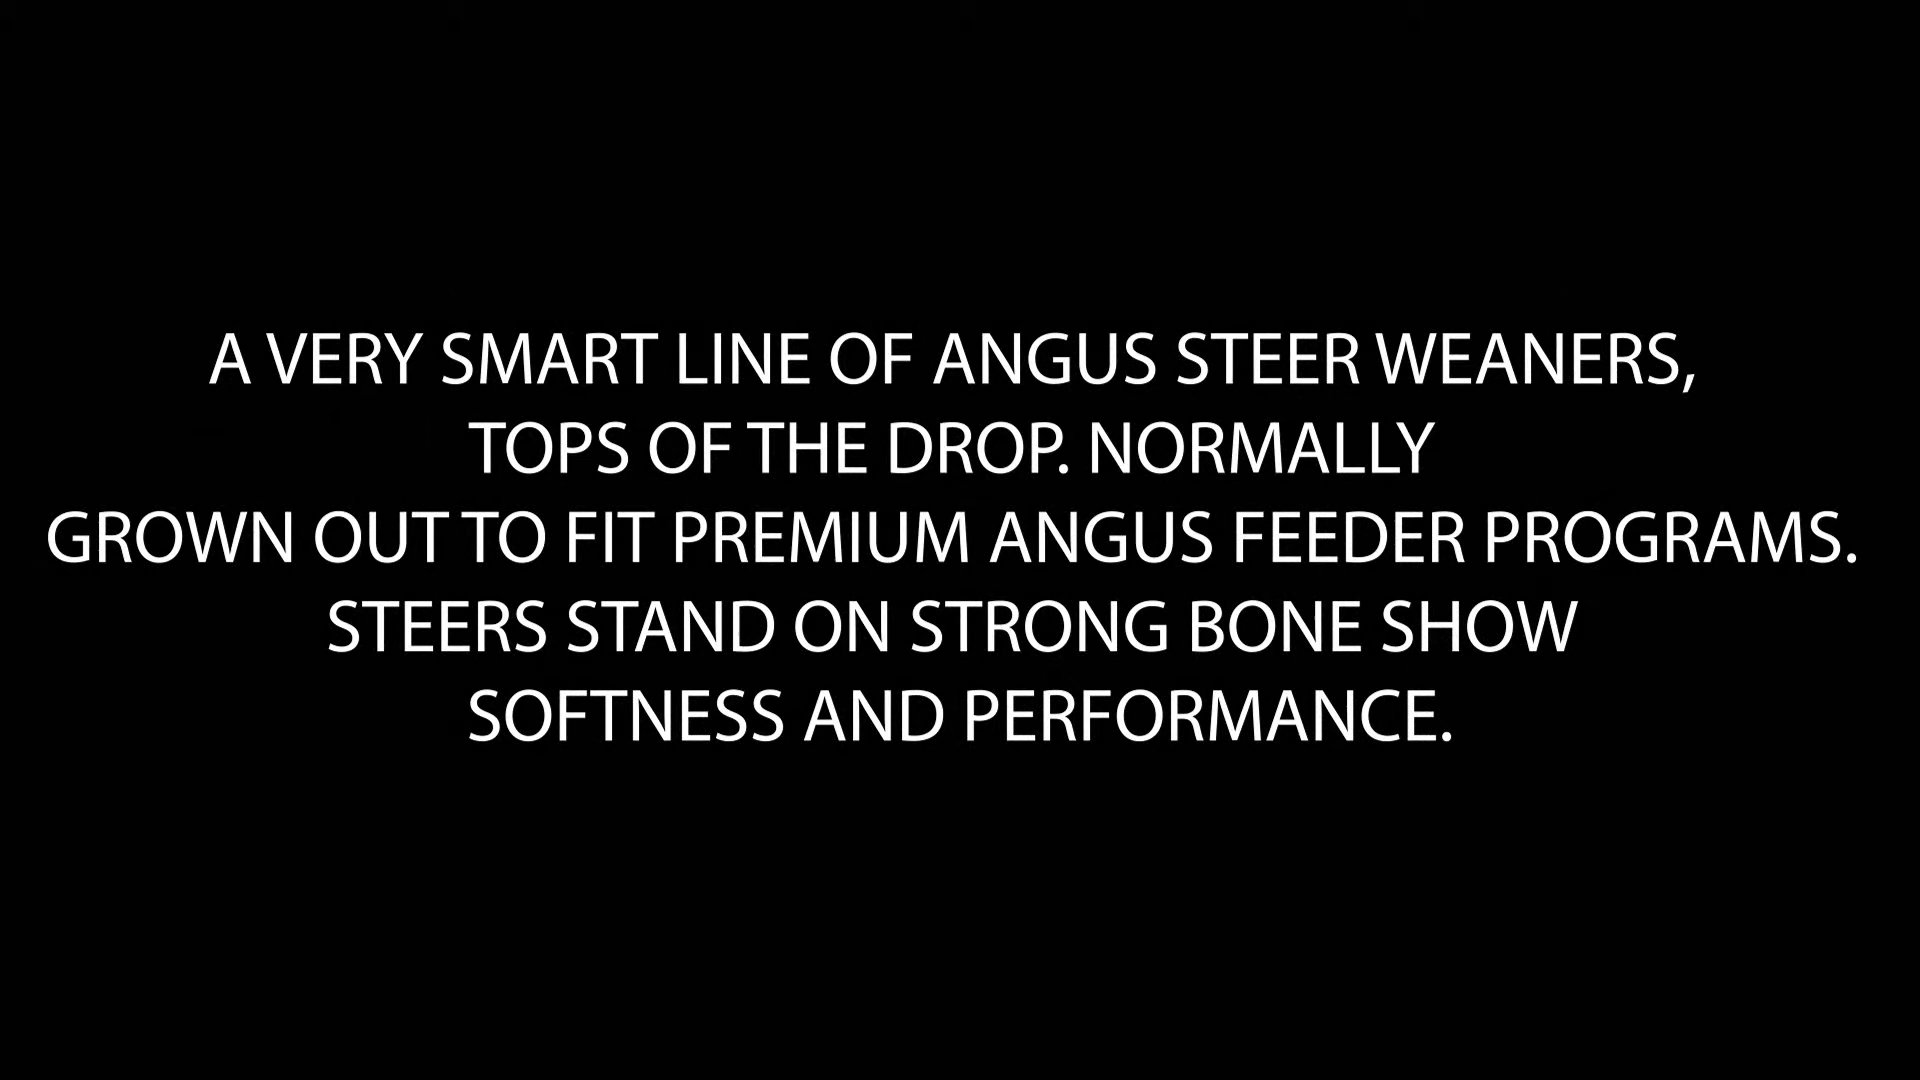 A VERY SMART LINE OF ANGUS STEER WEANERS,
TOPS OF THE DROP. NORMALLY
GROWN OUT TO FIT PREMIUM ANGUS FEEDER PROGRAMS.
STEERS STAND ON STRONG BONE SHOW
SOFTNESS AND PERFORMANCE.